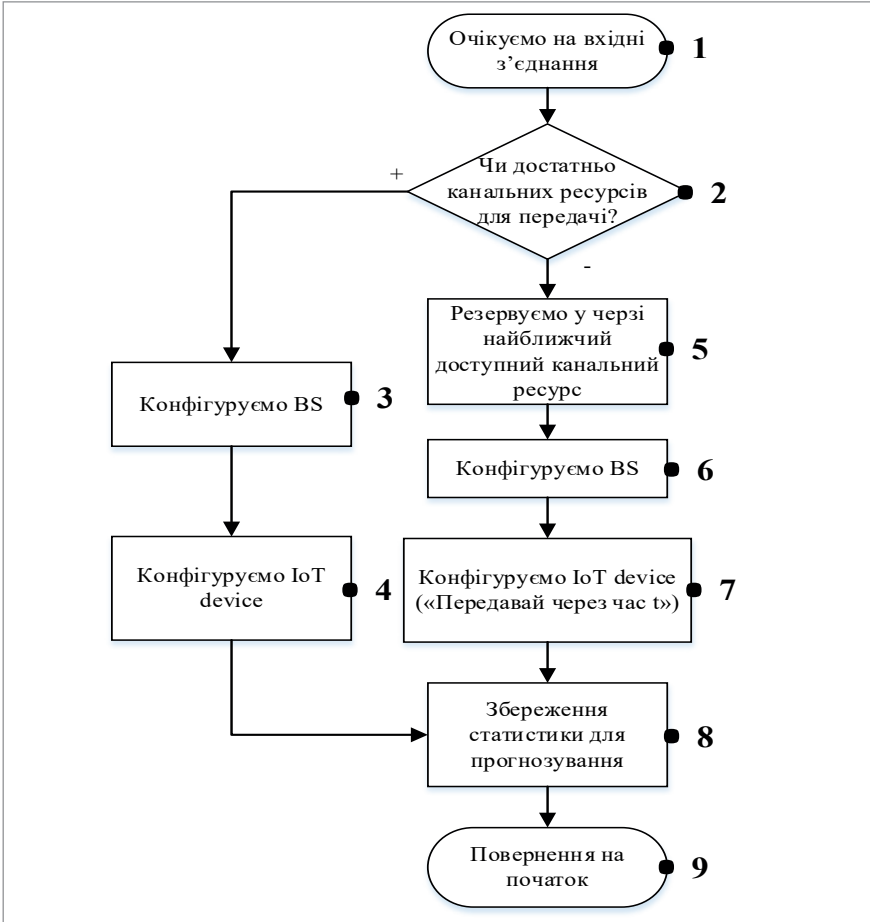 Очікуємо на вхідні
з’єднання
1
Чи достатньо
канальних ресурсів
для передачі?
2
+
-
Резервуємо у черзі
найближчий
доступний канальний
ресурс
5
Конфігуруємо BS
3
Конфігуруємо BS
6
Конфігуруємо IoT
device
4
Конфігуруємо IoT device
(«Передавай через час t»)
7
Збереження
статистики для
прогнозування
8
Повернення на
початок
9